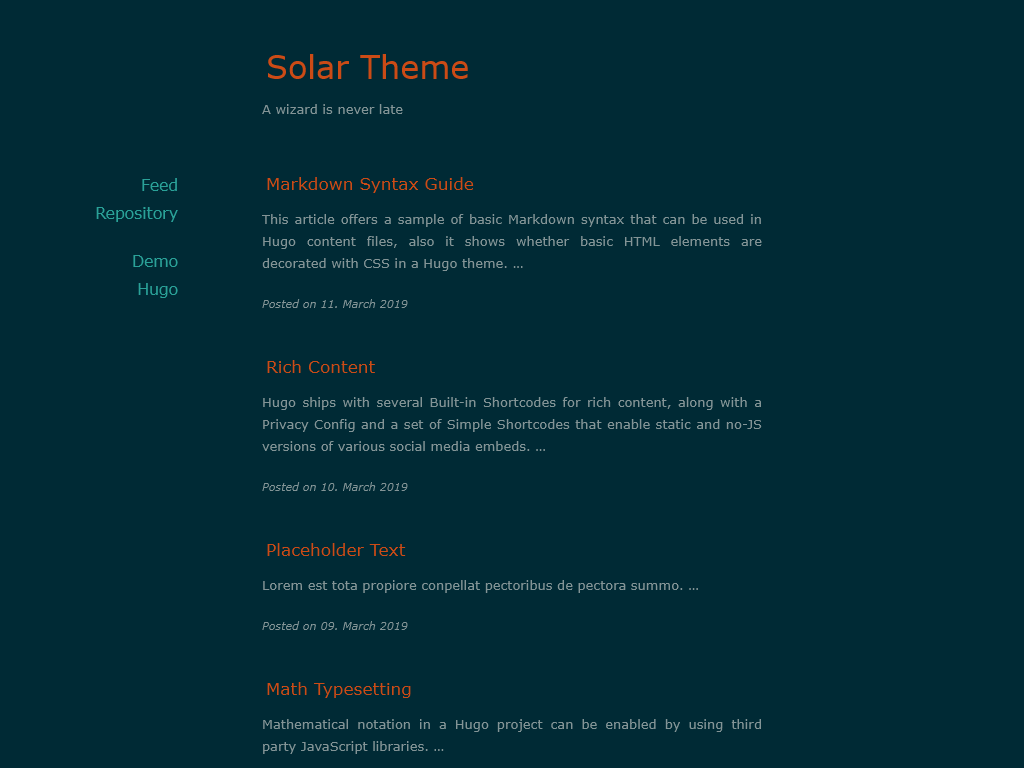 Solar Theme
A wizard is never late
Feed
Repository
Demo
Hugo
Markdown Syntax Guide
This article offers a sample of basic Markdown syntax that can be used in
Hugo content files, also it shows whether basic HTML elements are
decorated with CSS in a Hugo theme. …
Posted on 11. March 2019
Rich Content
Hugo ships with several Built-in Shortcodes for rich content, along with a
Privacy Config and a set of Simple Shortcodes that enable static and no-JS
versions of various social media embeds. …
Posted on 10. March 2019
Placeholder Text
Lorem est tota propiore conpellat pectoribus de pectora summo. …
Posted on 09. March 2019
Math Typesetting
Mathematical notation in a Hugo project can be enabled by using third
party JavaScript libraries. …